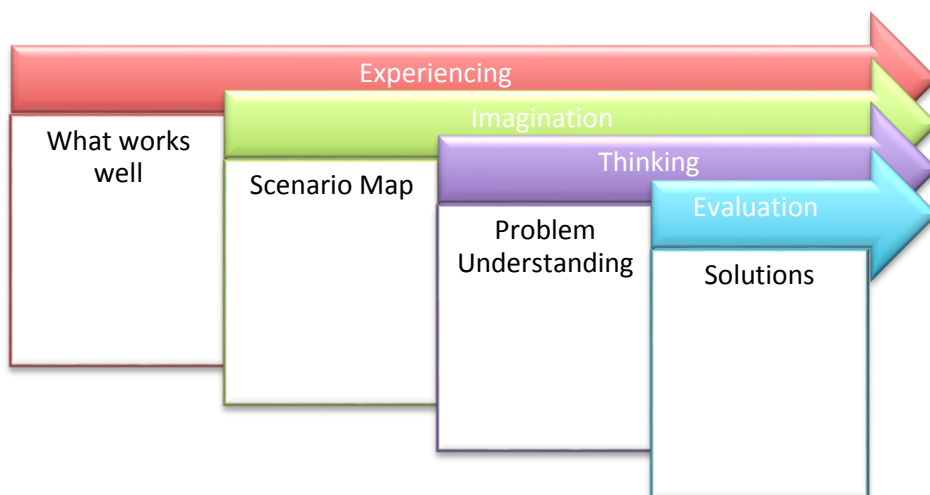 Experiencing
What works
well
Imagination
Scenario Map
Thinking
Problem
Understanding
Evaluation
Solutions